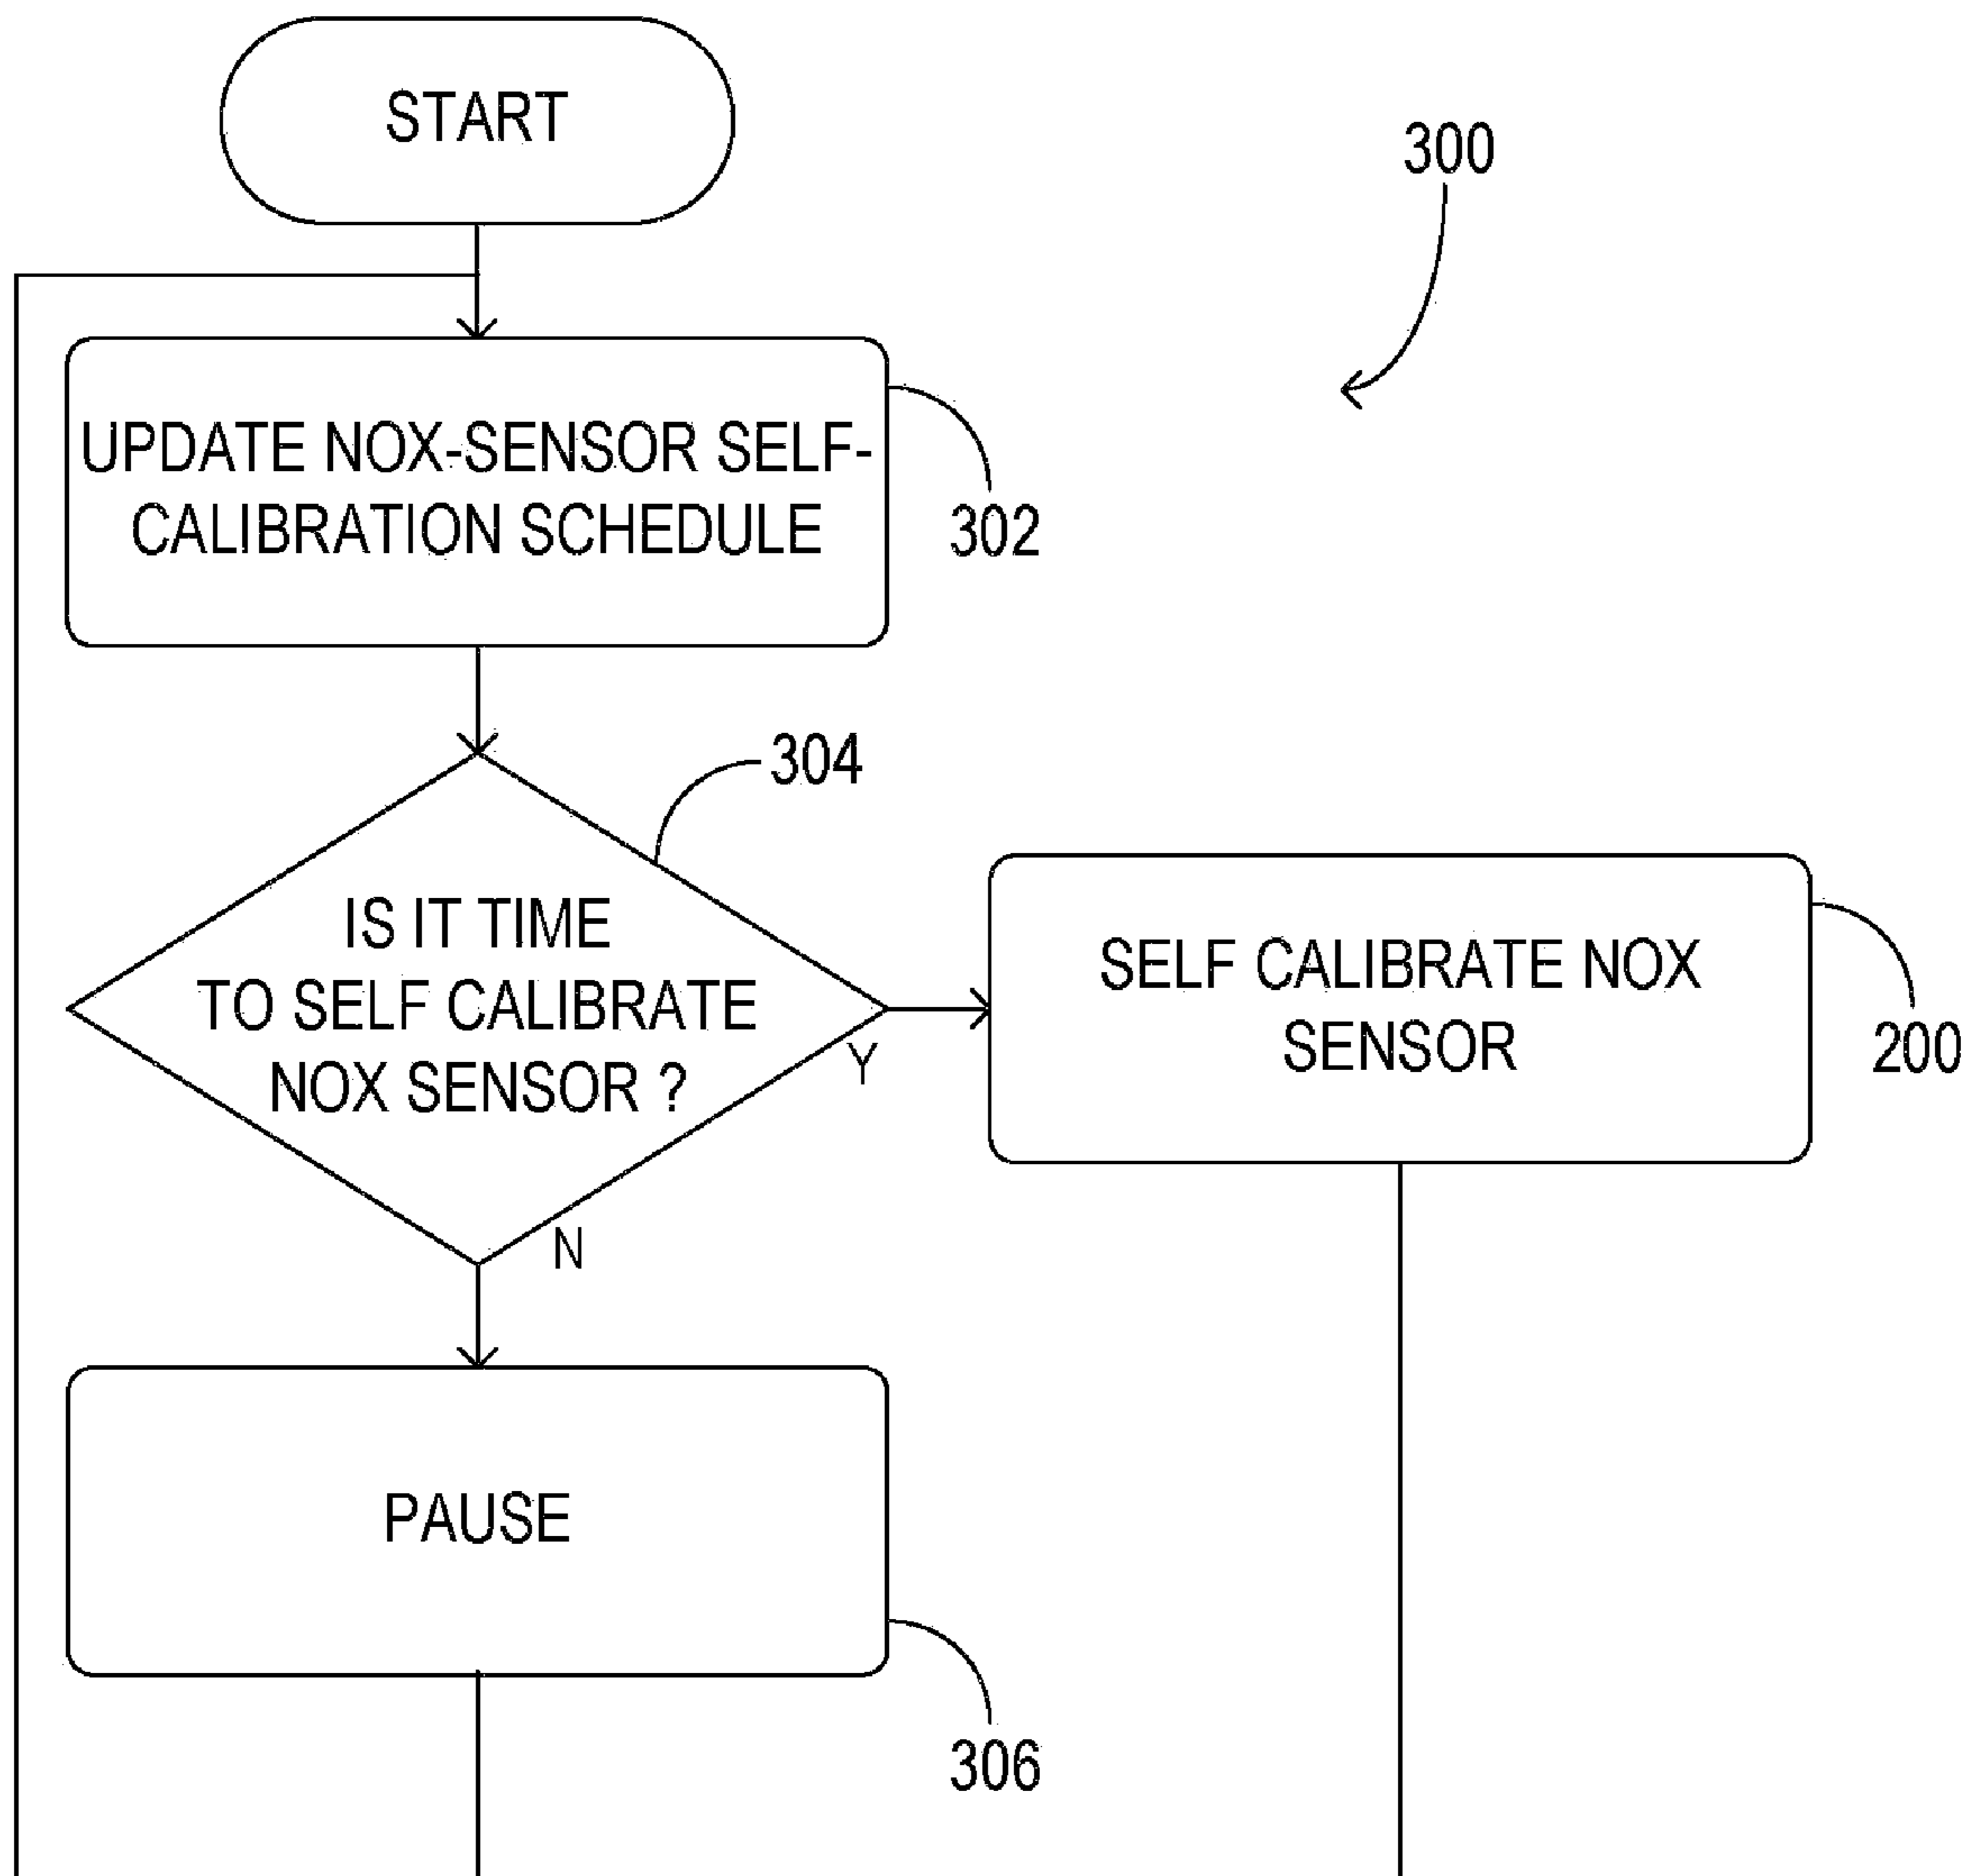 START
300
UPDATE NOX-SENSOR SELF-
CALIBRATION SCHEDULE
302
304
IS IT TIME
TO SELF CALIBRATE
NOX SENSOR ?
Y
N
SELF CALIBRATE NOX
SENSOR
200
PAUSE
306